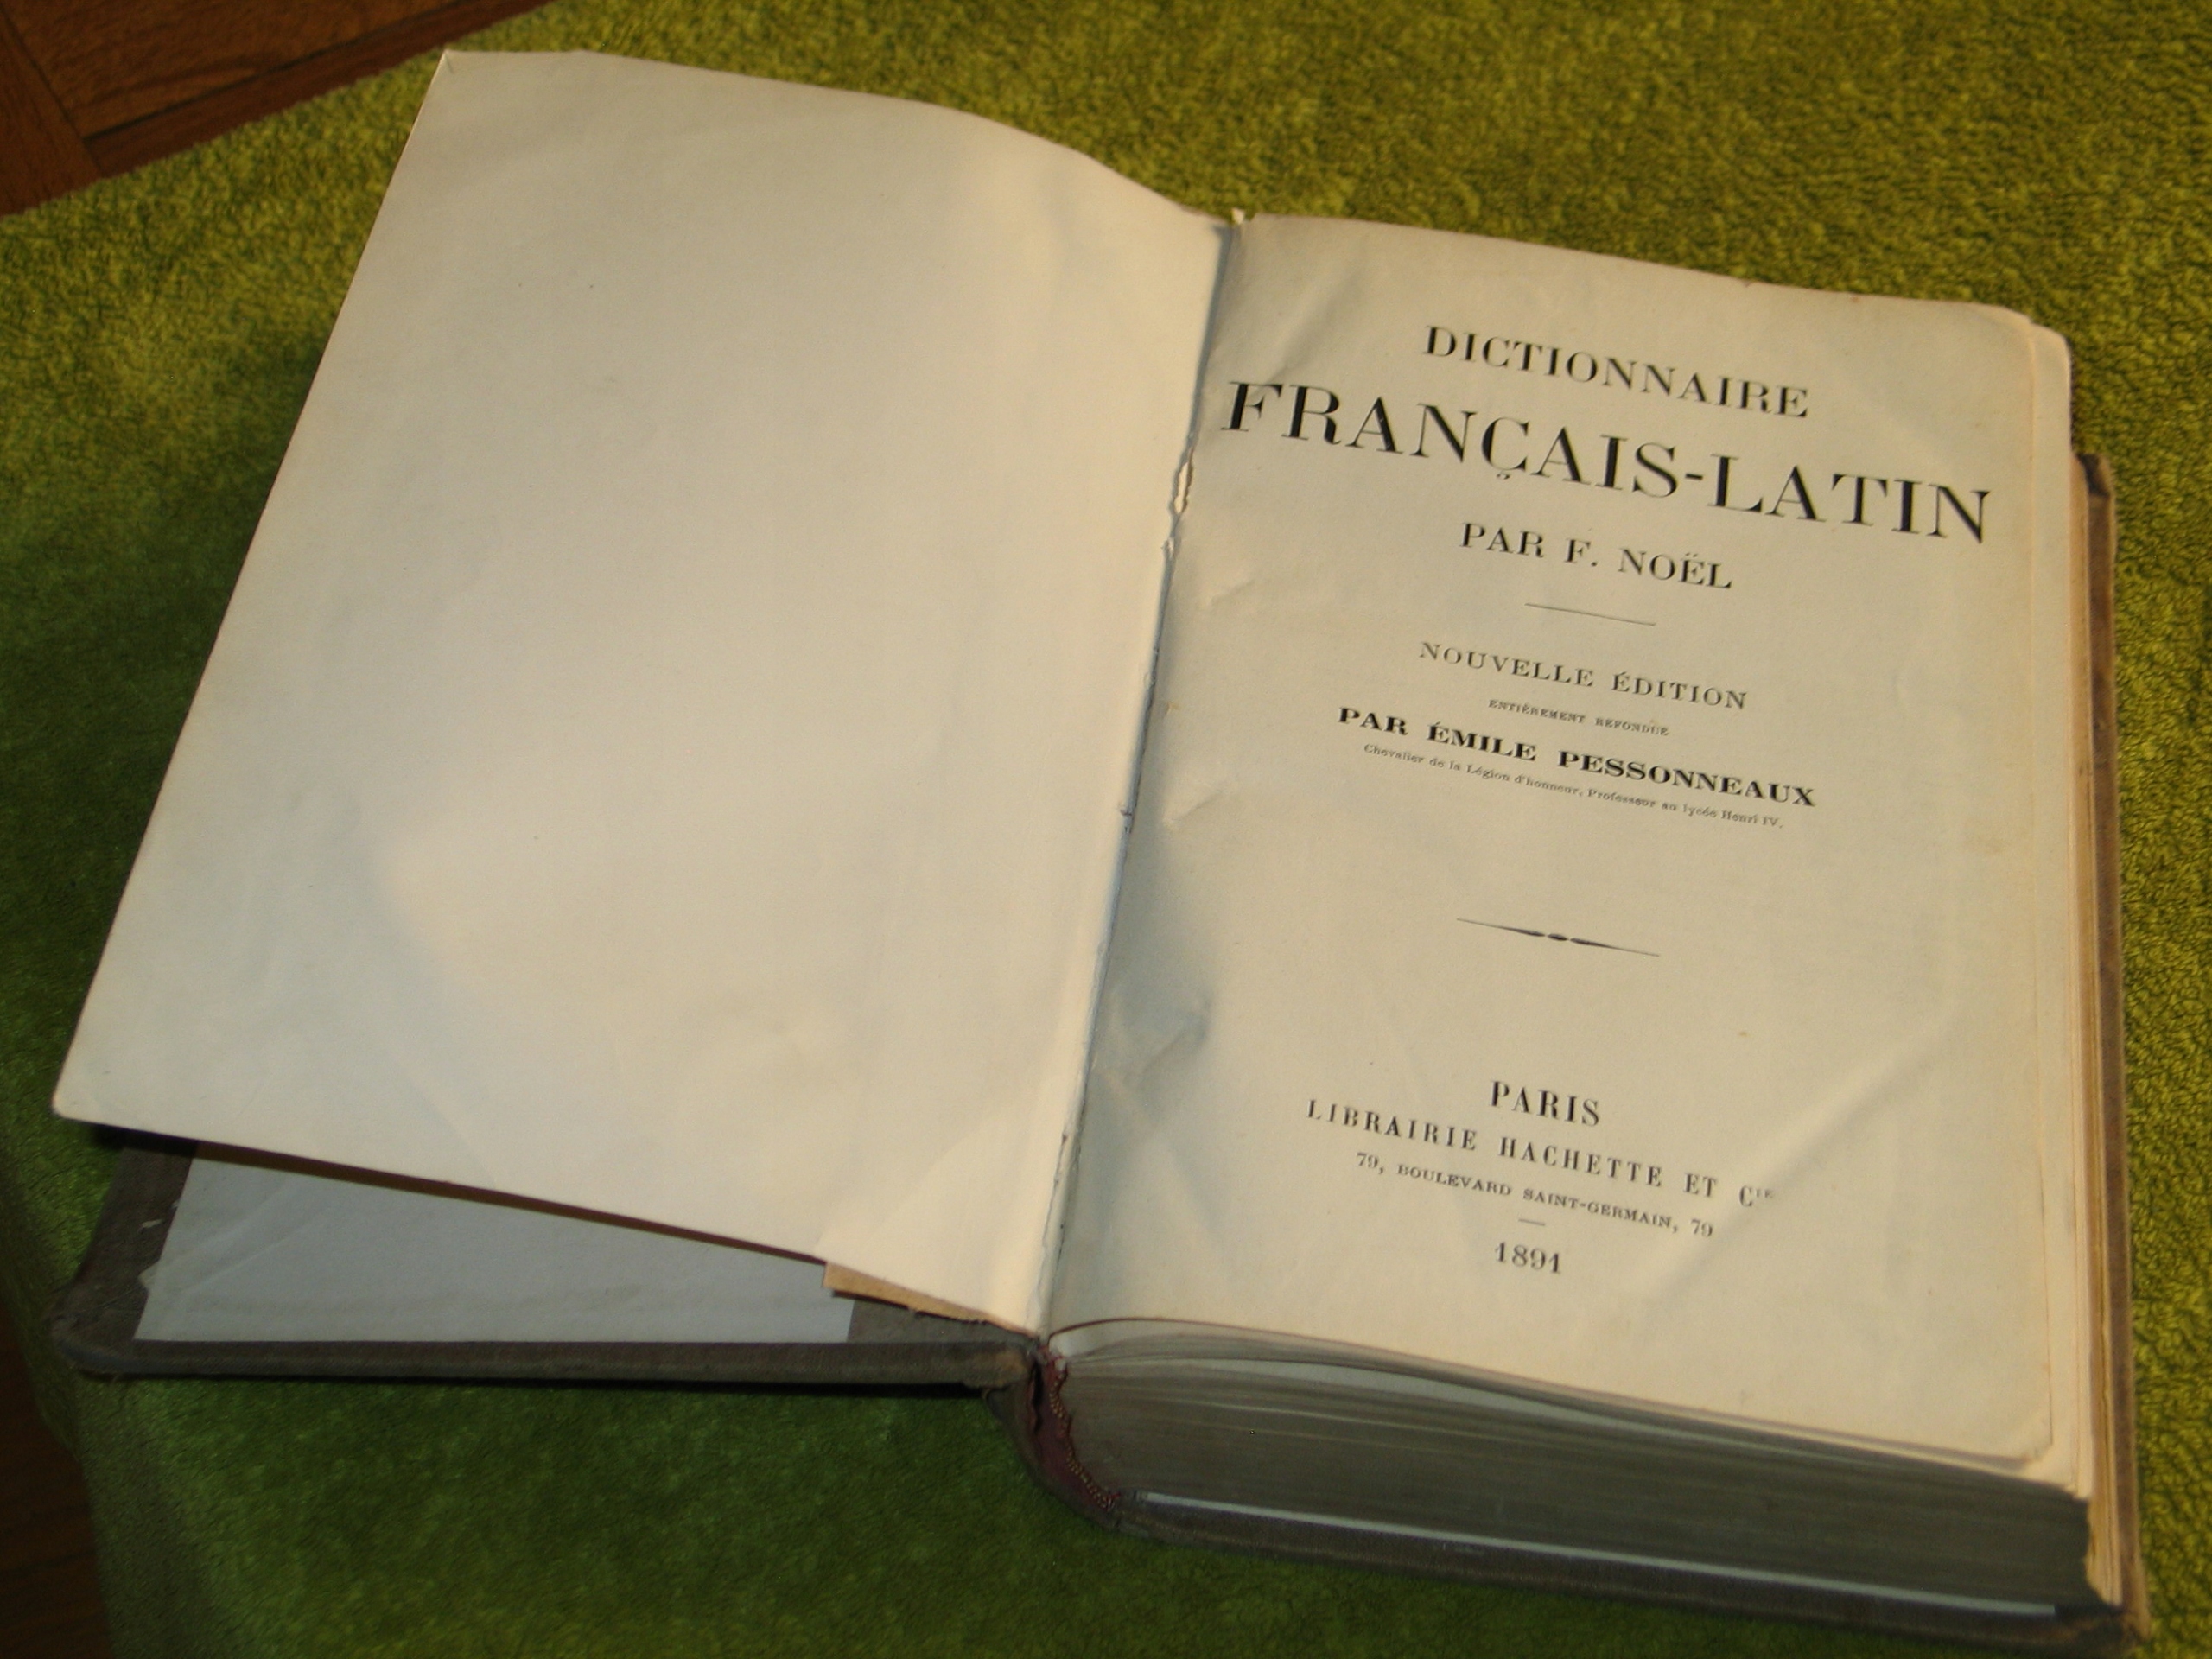 DICTIONNAIRE
FRANÇAIS-LATIN
PAR F. NOËL
NOUVELLE ÉDITION
ENTIÈREMENT REFONDUE
PAR ÉMILE PESSONNEAUX
Chevalier de la Légion d'honneur, Professeur au lycée Henri IV.
PARIS
LIBRAIRIE HACHETTE ET Cie
79, BOULEVARD SAINT-GERMAIN, 79
1891